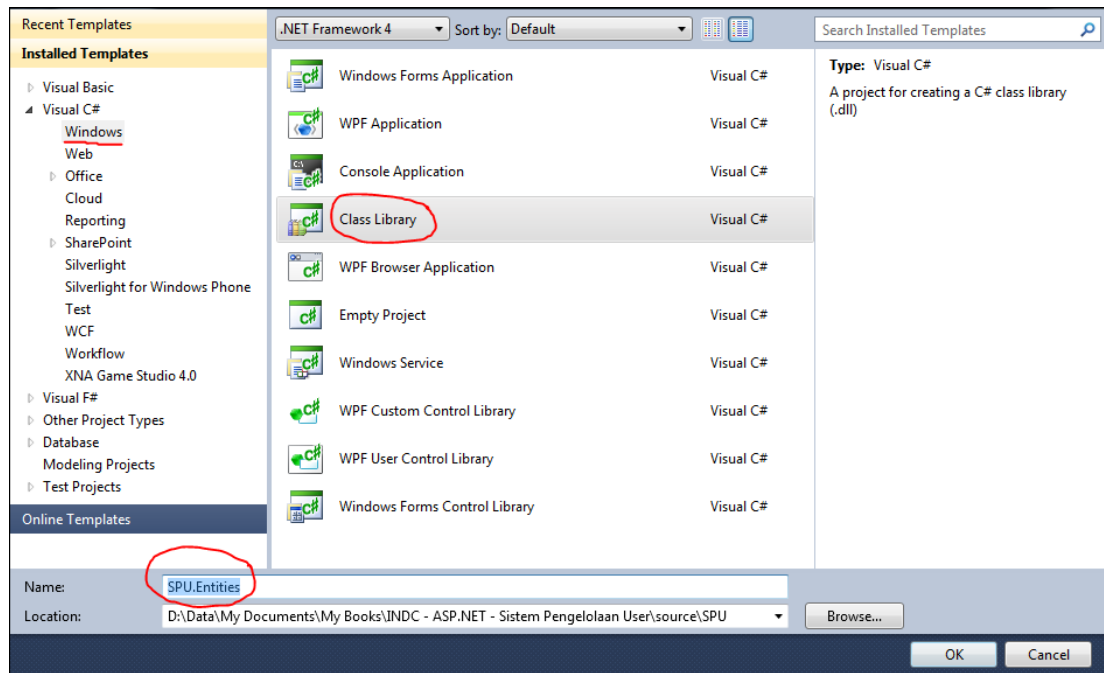 Recent Templates
Installed Templates
Visual Basic
Visual C#
Windows
Web
Office
Cloud
Reporting
SharePoint
Silverlight
Silverlight for Windows Phone
Test
WCF
Workflow
XNA Game Studio 4.0
Visual F#
Other Project Types
Database
Modeling Projects
Test Projects
Online Templates
.NET Framework 4 Sort by: Default
Windows Forms Application Visual C#
WPF Application Visual C#
Console Application Visual C#
Class Library Visual C#
WPF Browser Application Visual C#
Empty Project Visual C#
Windows Service Visual C#
WPF Custom Control Library Visual C#
WPF User Control Library Visual C#
Windows Forms Control Library Visual C#
Search Installed Templates
Type: Visual C#
A project for creating a C# class library
(.dll)
Name: SPU.Entities
Location: D:\Data\My Documents\My Books\INDC - ASP.NET - Sistem Pengelolaan User\source\SPU Browse...
OK Cancel